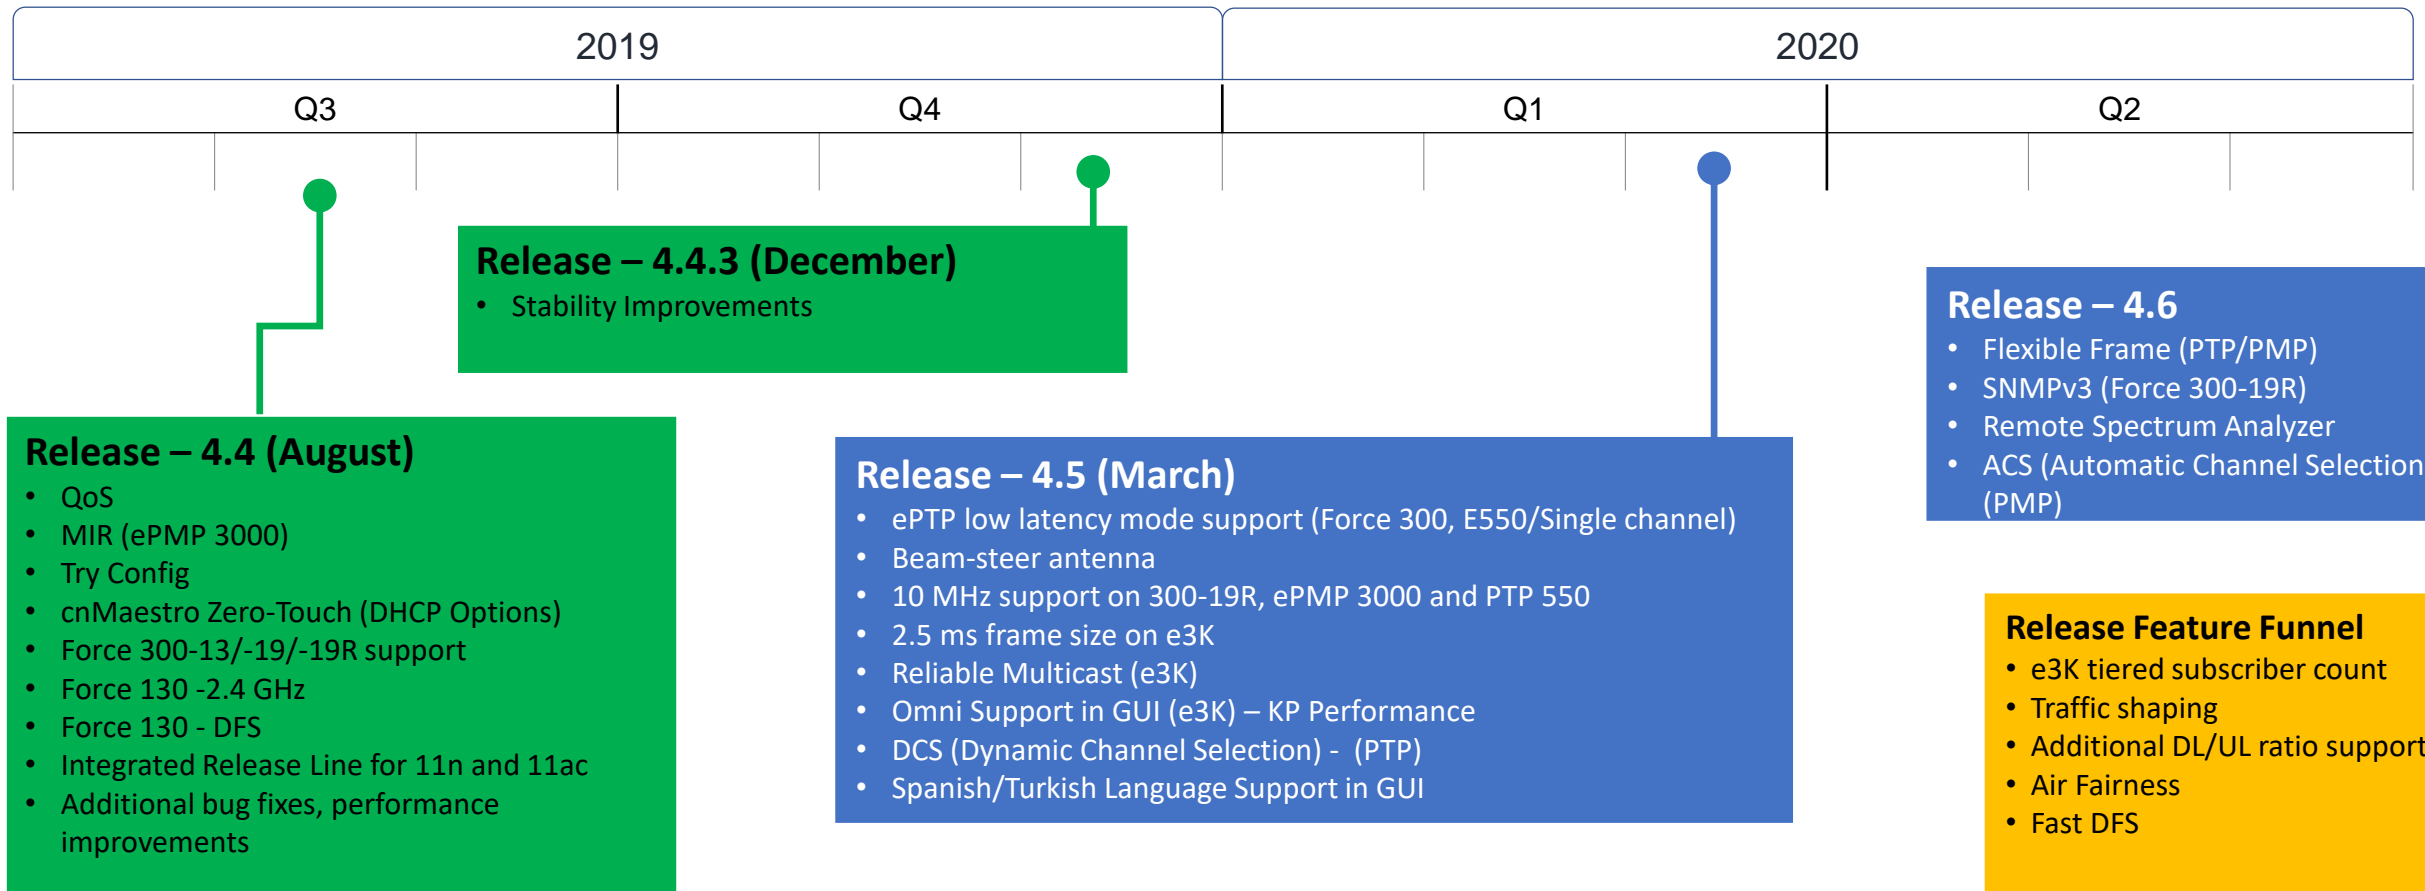 2019
2020
Q3
Q4
Q1
Q2
Release – 4.4.3 (December)
• Stability Improvements
Release – 4.6
• Flexible Frame (PTP/PMP)
• SNMPv3 (Force 300-19R)
• Remote Spectrum Analyzer
• ACS (Automatic Channel Selection
(PMP)
Release – 4.4 (August)
• QoS
• MIR (ePMP 3000)
• Try Config
• cnMaestro Zero-Touch (DHCP Options)
• Force 300-13/-19/-19R support
• Force 130 -2.4 GHz
• Force 130 - DFS
• Integrated Release Line for 11n and 11ac
• Additional bug fixes, performance
improvements
Release – 4.5 (March)
• ePTP low latency mode support (Force 300, E550/Single channel)
• Beam-steer antenna
• 10 MHz support on 300-19R, ePMP 3000 and PTP 550
• 2.5 ms frame size on e3K
• Reliable Multicast (e3K)
• Omni Support in GUI (e3K) – KP Performance
• DCS (Dynamic Channel Selection) - (PTP)
• Spanish/Turkish Language Support in GUI
Release Feature Funnel
• e3K tiered subscriber count
• Traffic shaping
• Additional DL/UL ratio support
• Air Fairness
• Fast DFS